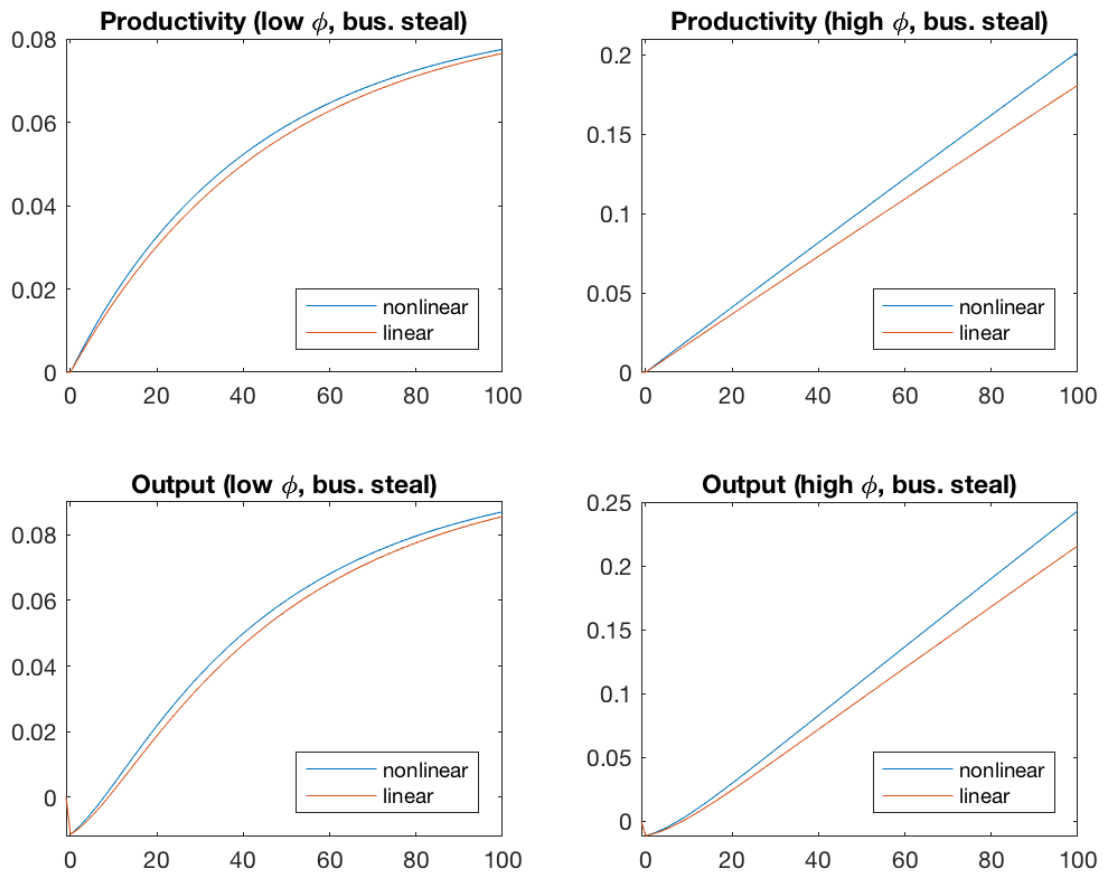 Productivity (low ϕ, bus. steal)
0.08
0.06
0.04
0.02
0
nonlinear
linear
0 20 40 60 80 100
Productivity (high ϕ, bus. steal)
0.2
0.15
0.1
0.05
0
nonlinear
linear
0 20 40 60 80 100
Output (low ϕ, bus. steal)
0.08
0.06
0.04
0.02
0
nonlinear
linear
0 20 40 60 80 100
Output (high ϕ, bus. steal)
0.25
0.2
0.15
0.1
0.05
0
nonlinear
linear
0 20 40 60 80 100